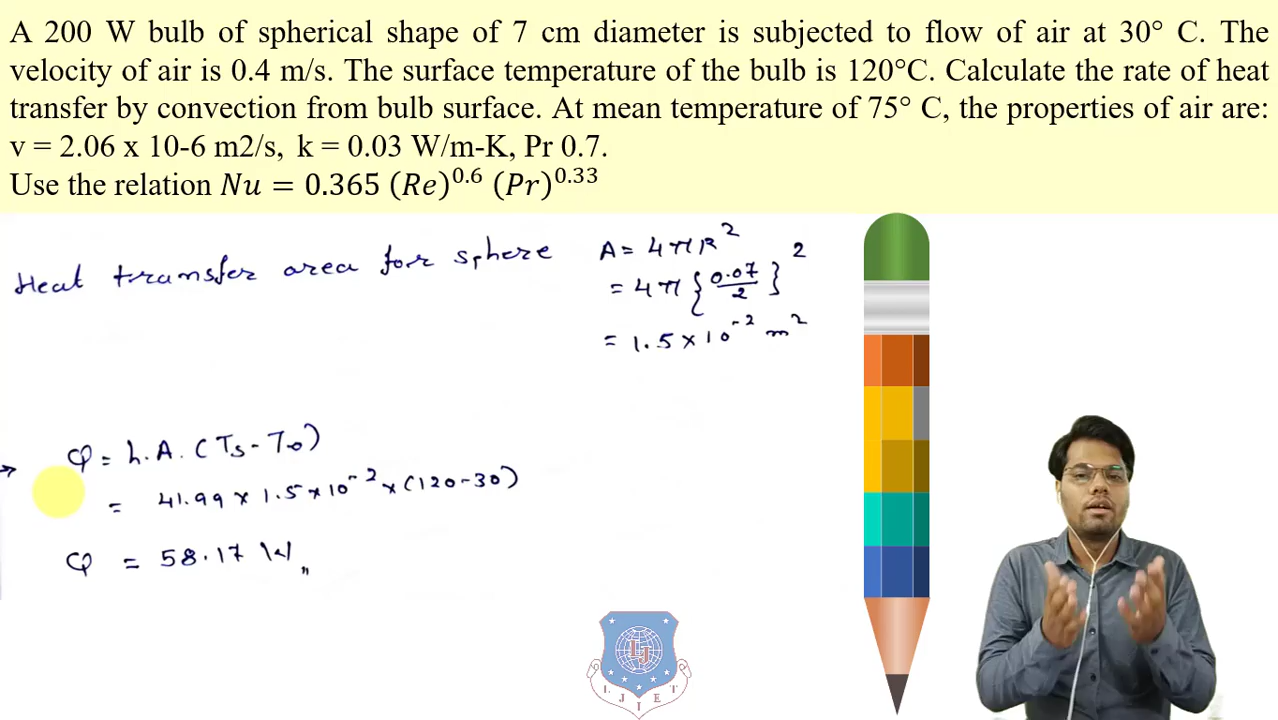 A 200 W bulb of spherical shape of 7 cm diameter is subjected to flow of air at 30° C. The
velocity of air is 0.4 m/s. The surface temperature of the bulb is 120°C. Calculate the rate of heat
transfer by convection from bulb surface. At mean temperature of 75° C, the properties of air are:
v = 2.06 x 10-6 m2/s, k = 0.03 W/m-K, Pr 0.7.
Use the relation Nu = 0.365 (Re)^0.6 (Pr)^0.33
Heat transfer area for sphere A = 4πR²
= 4π {0.07/2}²
= 1.5 × 10⁻² m²
→ φ = h.A. (Ts - T∞)
= 41.99 × 1.5 × 10⁻² × (120-30)
φ = 58.17 W,,
LJ
L. J. I. E. T.